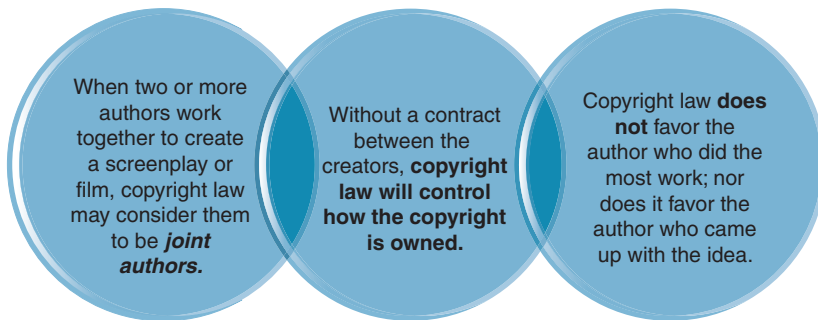 When two or more
authors work
together to create
a screenplay or
film, copyright law
may consider them
to be joint
authors.
Without a contract
between the
creators, copyright
law will control
how the copyright
is owned.
Copyright law does
not favor the
author who did the
most work; nor
does it favor the
author who came
up with the idea.